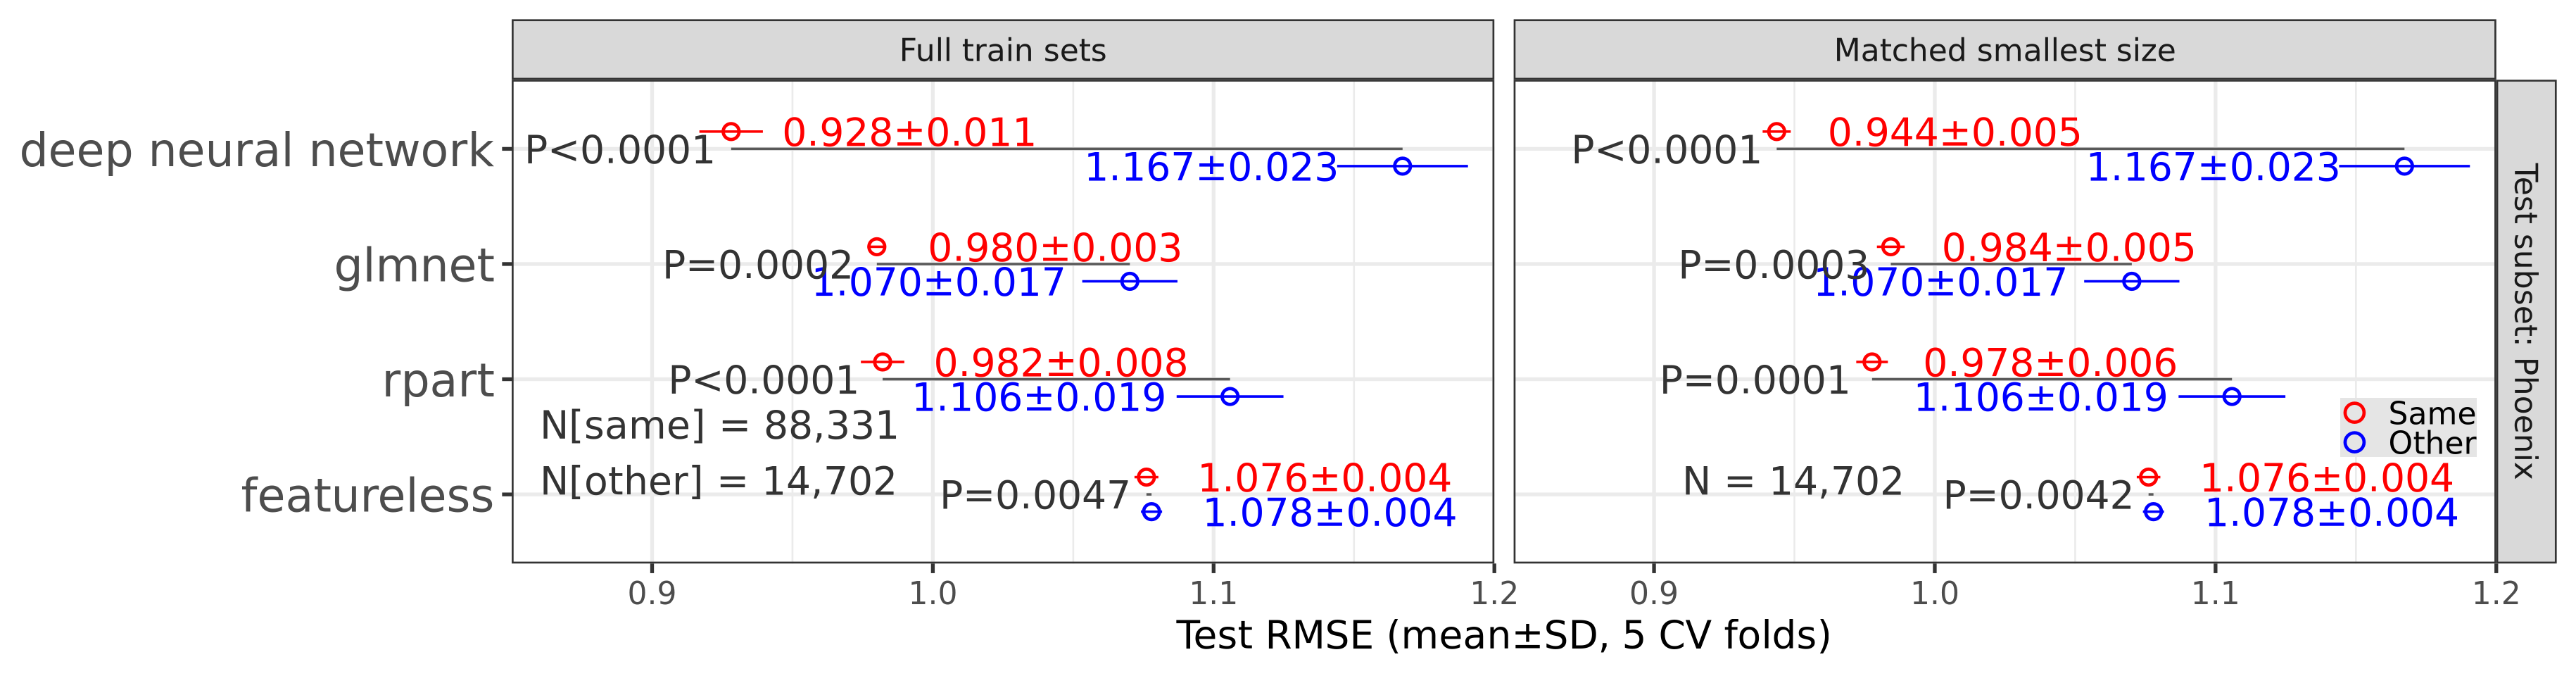 Full train sets
Matched smallest size
Test subset: Phoenix
deep neural network
P<0.0001
0.928±0.011
1.167±0.023
P<0.0001
0.944±0.005
1.167±0.023
glmnet
P=0.0002
0.980±0.003
1.070±0.017
P=0.0003
0.984±0.005
1.070±0.017
rpart
P<0.0001
0.982±0.008
1.106±0.019
P=0.0001
0.978±0.006
1.106±0.019
Same
Other
featureless
N[same] = 88,331
N[other] = 14,702
P=0.0047
1.076±0.004
1.078±0.004
N = 14,702
P=0.0042
1.076±0.004
1.078±0.004
0.9 1.0 1.1 1.2
0.9 1.0 1.1 1.2
Test RMSE (mean±SD, 5 CV folds)